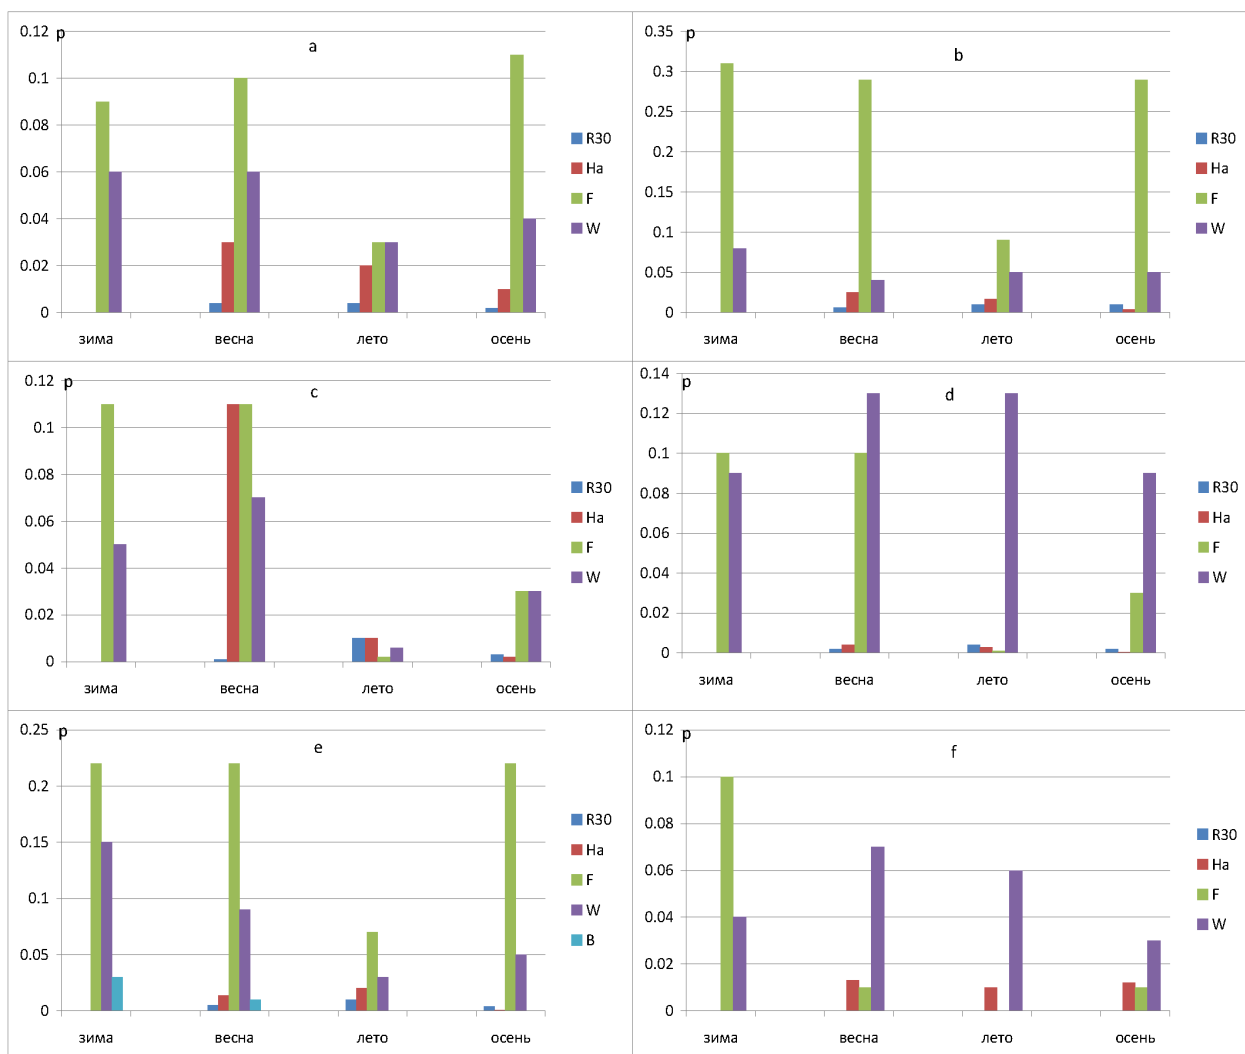 p
a
0.12
0.1
0.08
0.06
0.04
0.02
0
зима весна лето осень
R30
Ha
F
W
p
b
0.35
0.3
0.25
0.2
0.15
0.1
0.05
0
зима весна лето осень
R30
Ha
F
W
p
c
0.12
0.1
0.08
0.06
0.04
0.02
0
зима весна лето осень
R30
Ha
F
W
p
d
0.14
0.12
0.1
0.08
0.06
0.04
0.02
0
зима весна лето осень
R30
Ha
F
W
p
e
0.25
0.2
0.15
0.1
0.05
0
зима весна лето осень
R30
Ha
F
W
B
p
f
0.12
0.1
0.08
0.06
0.04
0.02
0
зима весна лето осень
R30
Ha
F
W